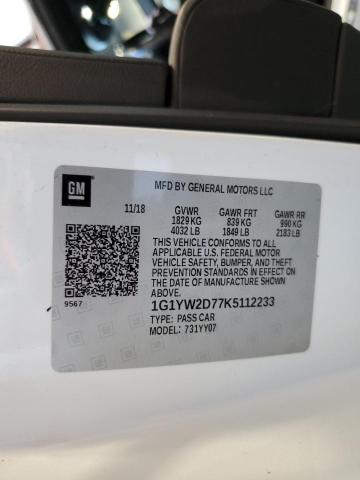 GM
MFD BY GENERAL MOTORS LLC
11/18 GVWR GAWR FRT GAWR RR
1829 KG 839 KG 990 KG
4032 LB 1849 LB 2183 LB
THIS VEHICLE CONFORMS TO ALL
APPLICABLE U.S. FEDERAL MOTOR
VEHICLE SAFETY, BUMPER, AND THEFT
PREVENTION STANDARDS IN EFFECT
ON THE DATE OF MANUFACTURE
SHOWN ABOVE.
9567
1G1YW2D77K5112233
TYPE: PASS CAR
MODEL: 731YY07